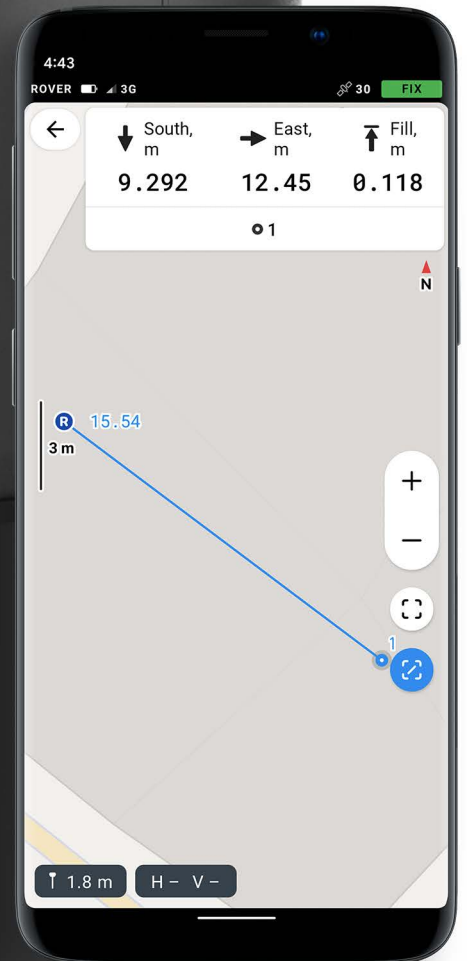 4:43
ROVER 3G 30 FIX
South, m East, m Fill, m
9.292 12.45 0.118
1
N
R 15.54
3 m
+
−
1
1.8 m H – V –